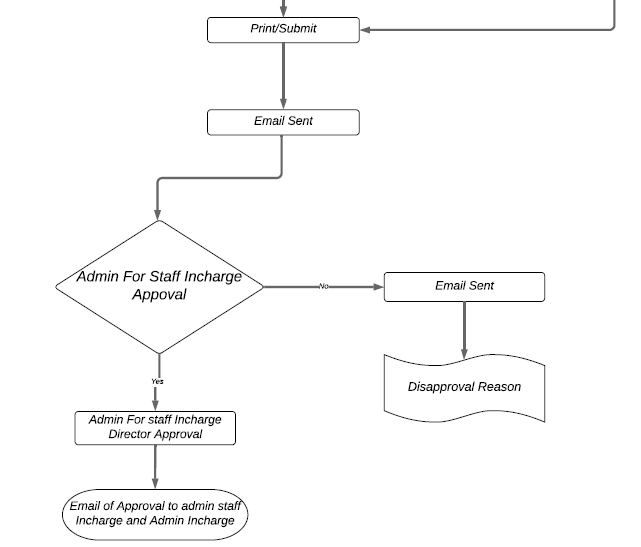 Print/Submit
Email Sent
Admin For Staff Incharge
Appoval
No
Email Sent
Disapproval Reason
Yes
Admin For staff Incharge
Director Approval
Email of Approval to admin staff
Incharge and Admin Incharge